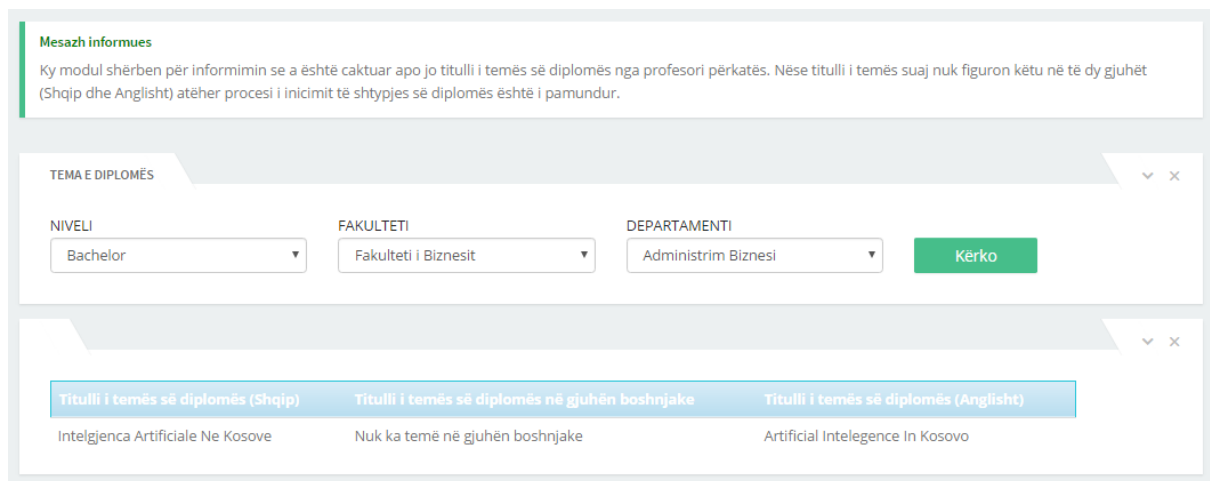 Mesazh informues
Ky modul shërben për informimin se a është caktuar apo jo titulli i temës së diplomës nga profesori përkatës. Nëse titulli i temës suaj nuk figuron këtu në të dy gjuhët
(Shqip dhe Anglisht) atëher procesi i inicimit të shtypjes së diplomës është i pamundur.
TEMA E DIPLOMËS
NIVELI FAKULTETI DEPARTAMENTI
Bachelor Fakulteti i Biznesit Administrim Biznesi Kërko
Titulli i temës së diplomës (Shqip) Titulli i temës së diplomës në gjuhën boshnjake Titulli i temës së diplomës (Anglisht)
Intelgjenca Artificiale Ne Kosove Nuk ka temë në gjuhën boshnjake Artificial Intelegence In Kosovo